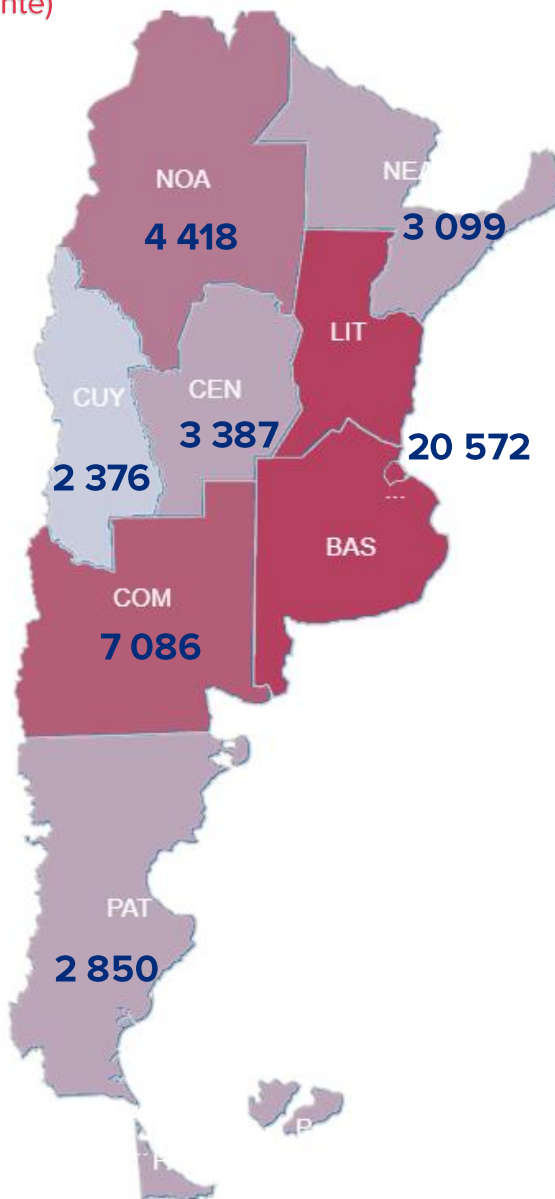 nte)
NOA
4 418
NEA
3 099
LIT
CUY
CEN
3 387
2 376
20 572
---
BAS
COM
7 086
PAT
2 850